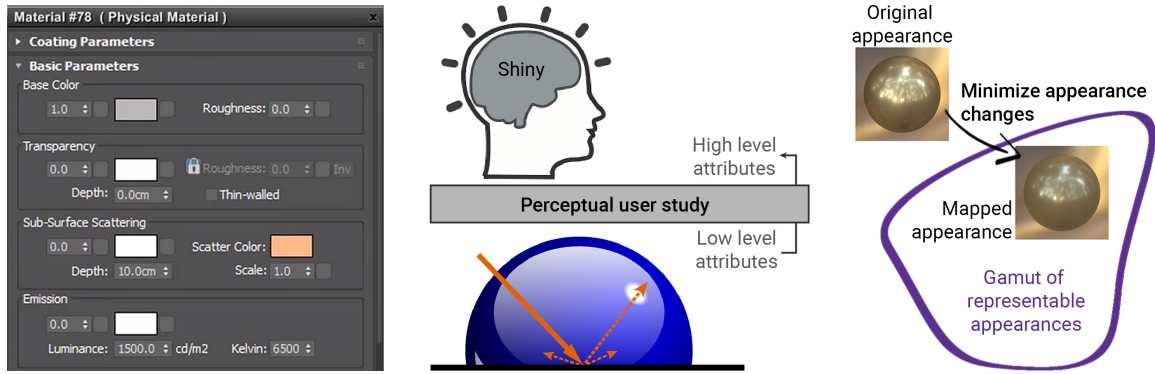 Material #78 ( Physical Material )
x
Coating Parameters
Basic Parameters
Base Color
1.0
Roughness: 0.0
Transparency
0.0
Roughness: 0.0
Inv
Depth: 0.0cm
Thin-walled
Sub-Surface Scattering
0.0
Scatter Color:
Depth: 10.0cm
Scale: 1.0
Emission
0.0
Luminance: 1500.0 cd/m2
Kelvin: 6500
Shiny
High level
attributes
Perceptual user study
Low level
attributes
Original
appearance
Minimize appearance
changes
Mapped
appearance
Gamut of
representable
appearances